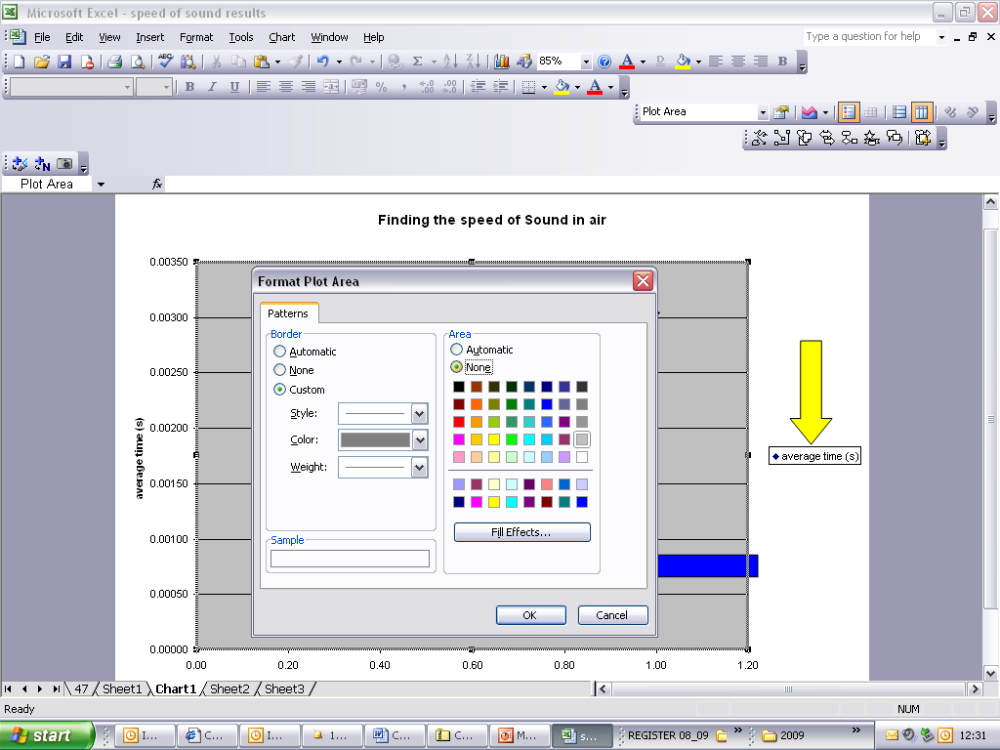 Microsoft Excel - speed of sound results
File Edit View Insert Format Tools Chart Window Help
Type a question for help
85%
Plot Area
Plot Area
fx
Finding the speed of Sound in air
0.00350
0.00300
0.00250
0.00200
0.00150
0.00100
0.00050
0.00000
average time (s)
0.00 0.20 0.40 0.60 0.80 1.00 1.20
average time (s)
Format Plot Area
Patterns
Border
Automatic
None
Custom
Style:
Color:
Weight:
Sample
Area
Automatic
None
Fill Effects...
OK Cancel
47 Sheet1 Chart1 Sheet2 Sheet3
Ready
NUM
start
I... C... I... 1... C... C... M... s...
REGISTER 08_09
2009
12:31